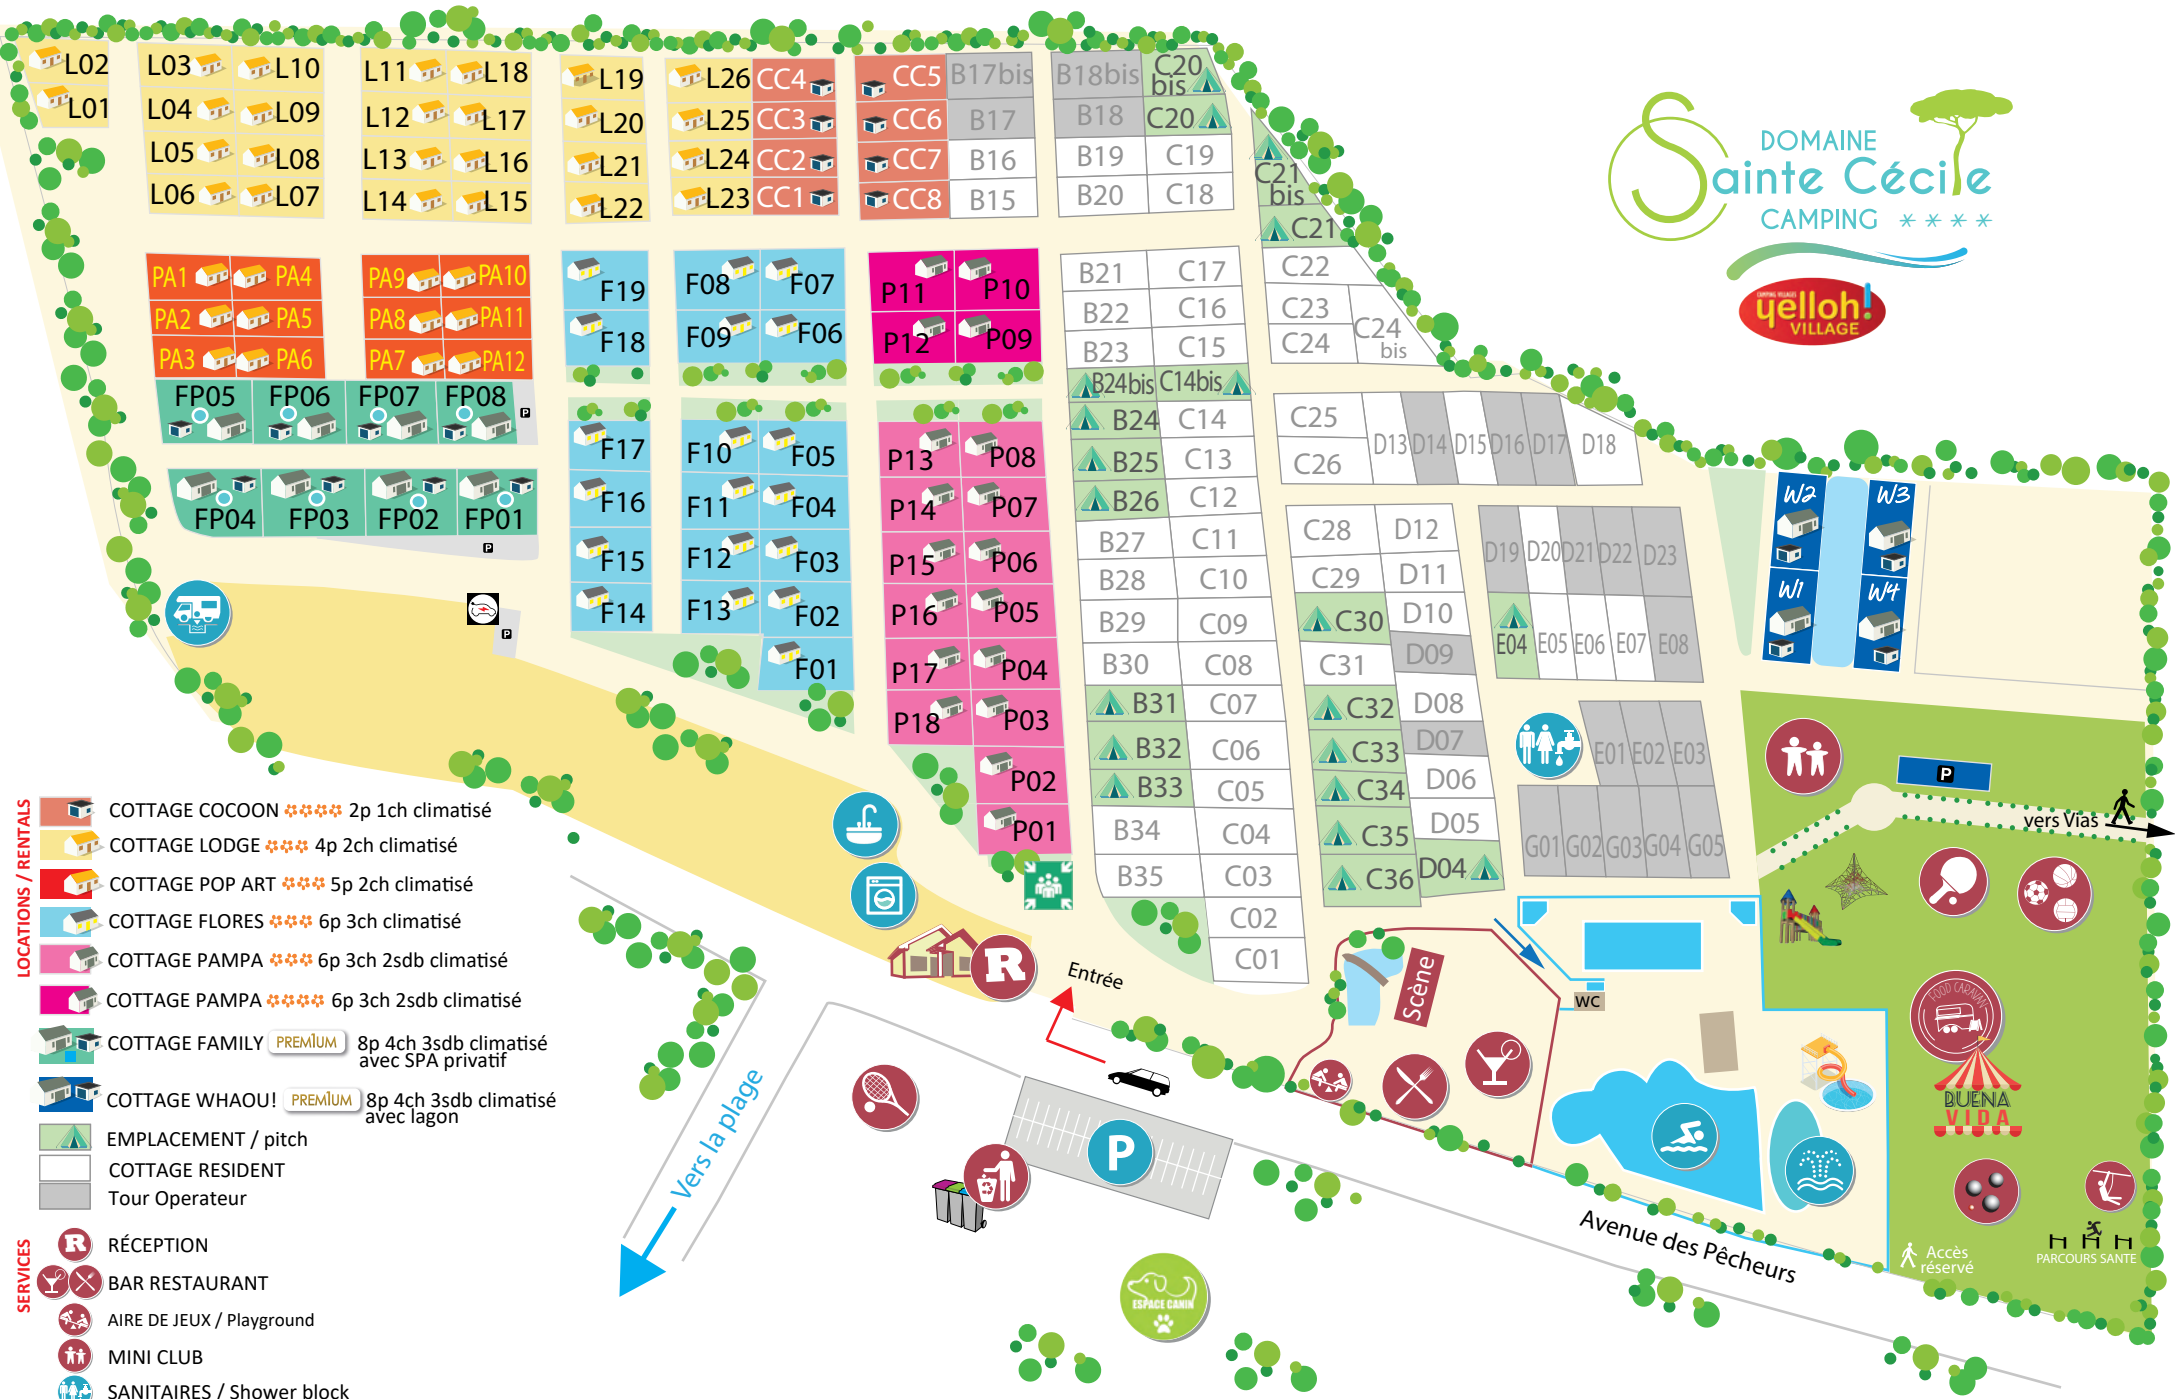 L02 L03 L10 L11 L18 L19 L26 CC4 CC5 B17bis B18bis C20 bis
L01 L04 L09 L12 L17 L20 L25 CC3 CC6 B17 B18 C20
L05 L08 L13 L16 L21 L24 CC2 CC7 B16 B19 C19
L06 L07 L14 L15 L22 L23 CC1 CC8 B15 B20 C18
C21 bis
C21
DOMAINE
Sainte Cécile
CAMPING ****
CAMPING VILLAGES
yelloh!
VILLAGE
PA1 PA4 PA9 PA10 F19 F08 F07 P11 P10 B21 C17 C22
PA2 PA5 PA8 PA11 F18 F09 F06 P12 P09 B22 C16 C23
PA3 PA6 PA7 PA12 B23 C15 C24 C24 bis
FP05 FP06 FP07 FP08 P
B24bis C14bis
B24 C14 C25 D13 D14 D15 D16 D17 D18
F17 F10 F05 P13 P08 B25 C13 C26
FP04 FP03 FP02 FP01 P
F16 F11 F04 P14 P07 B26 C12
F15 F12 F03 P15 P06 B27 C11 C28 D12 D19 D20 D21 D22 D23
B28 C10 C29 D11
F14 F13 F02 P16 P05 B29 C09 C30 D10 E04 E05 E06 E07 E08
P
F01 P17 P04 B30 C08 C31 D09
W2 W3
W1 W4
P18 P03 B31 C07 C32 D08
B32 C06 C33 D07 E01 E02 E03
P02 B33 C05 C34 D06
P01 B34 C04 C35 D05 G01 G02 G03 G04 G05
B35 C03 C36 D04
C02
C01
P
vers Vias
R
Entrée
Scène
WC
FOOD CARAVAN
BUENA
VIDA
Vers la plage
P
Avenue des Pêcheurs
Accès
réservé
PARCOURS SANTE
ESPACE CANIN
LOCATIONS / RENTALS
COTTAGE COCOON 2p 1ch climatisé
COTTAGE LODGE 4p 2ch climatisé
COTTAGE POP ART 5p 2ch climatisé
COTTAGE FLORES 6p 3ch climatisé
COTTAGE PAMPA 6p 3ch 2sdb climatisé
COTTAGE PAMPA 6p 3ch 2sdb climatisé
COTTAGE FAMILY PREMIUM 8p 4ch 3sdb climatisé
avec SPA privatif
COTTAGE WHAOU! PREMIUM 8p 4ch 3sdb climatisé
avec lagon
EMPLACEMENT / pitch
COTTAGE RESIDENT
Tour Operateur
SERVICES
R RÉCEPTION
BAR RESTAURANT
AIRE DE JEUX / Playground
MINI CLUB
SANITAIRES / Shower block